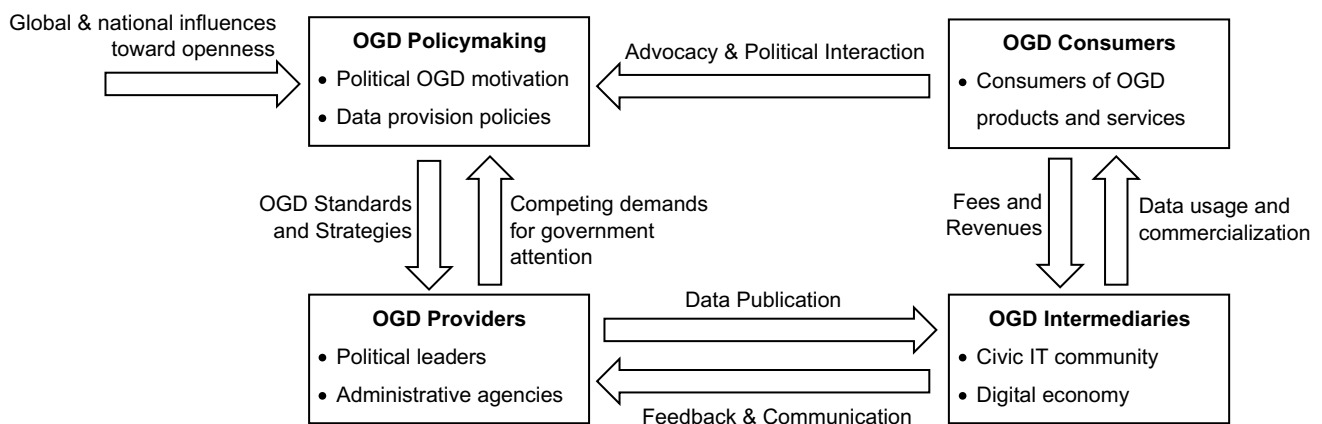 Global & national influences
toward openness
OGD Policymaking
• Political OGD motivation
• Data provision policies
Advocacy & Political Interaction
OGD Consumers
• Consumers of OGD
products and services
OGD Standards
and Strategies
Competing demands
for government
attention
Fees and
Revenues
Data usage and
commercialization
OGD Providers
• Political leaders
• Administrative agencies
Data Publication
Feedback & Communication
OGD Intermediaries
• Civic IT community
• Digital economy